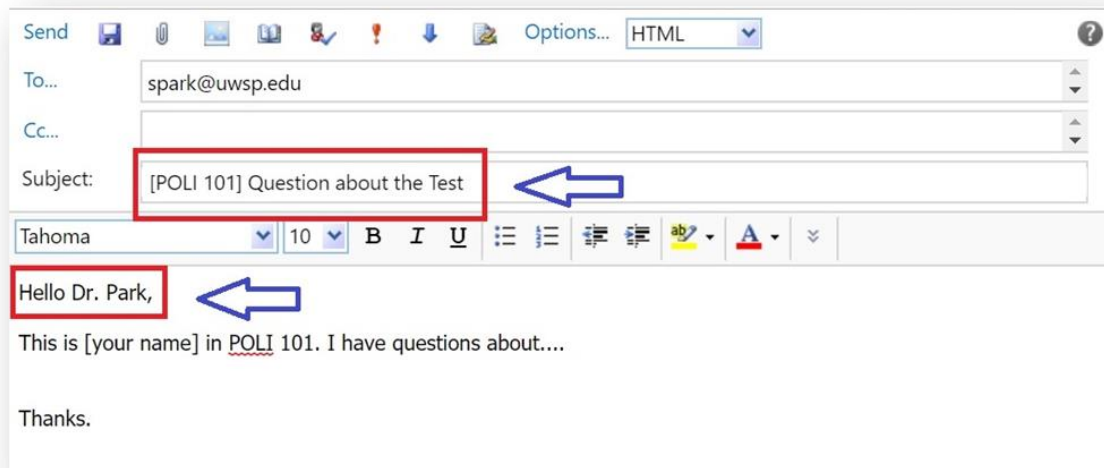 Send Options... HTML
To... spark@uwsp.edu
Cc...
Subject: [POLI 101] Question about the Test
Tahoma 10 B I U ab A
Hello Dr. Park,
This is [your name] in POLI 101. I have questions about....
Thanks.